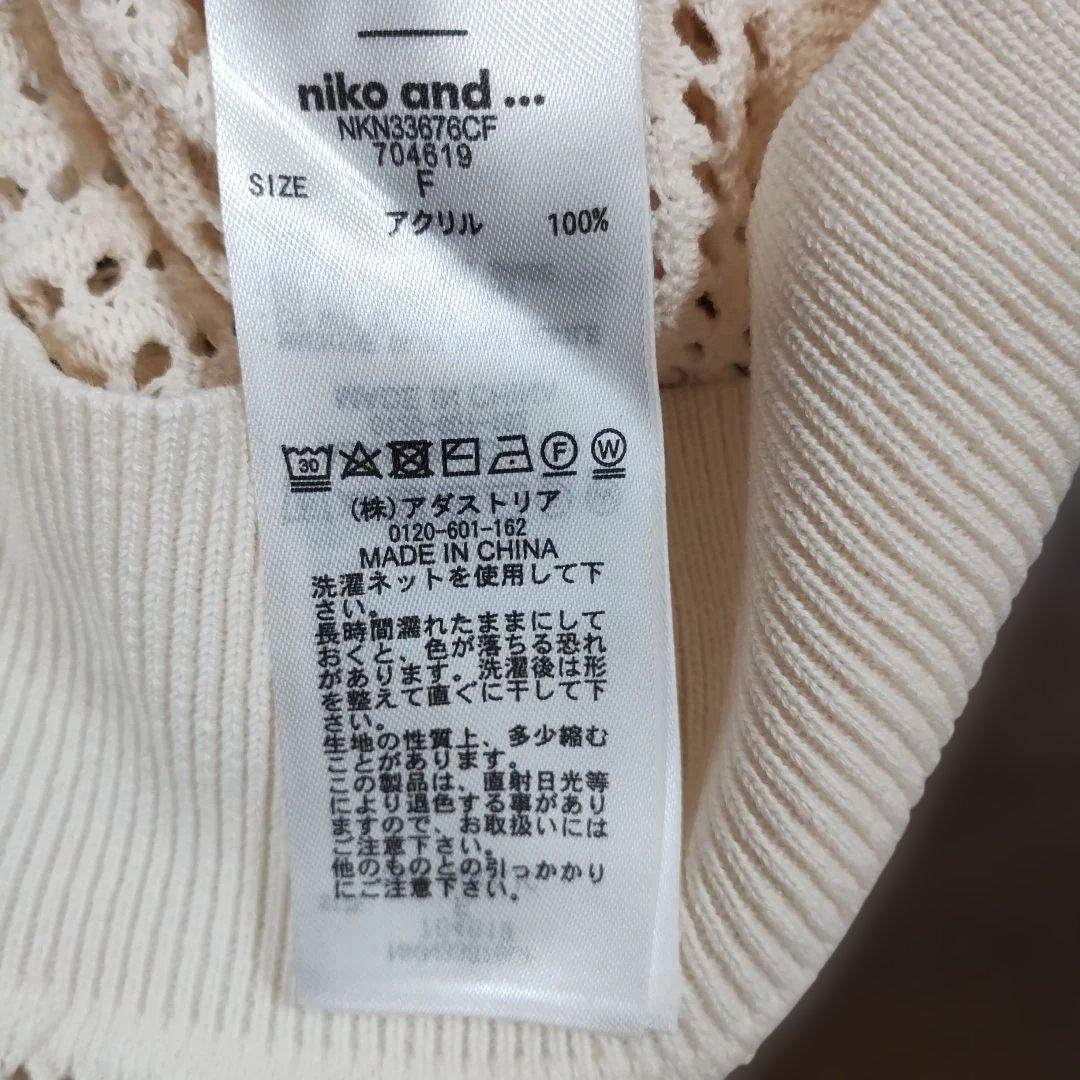 niko and ...
NKN33676CF
704619
SIZE F
アクリル 100%
30 F W
(株)アダストリア
0120-601-162
MADE IN CHINA
洗濯ネットを使用して下
さい。
長時間濡れたままにして
おくと、色が落ちる恐れ
があります。洗濯後は形
を整えて直ぐに干して下
さい。
生地の性質上、多少縮む
ことがあります。
この製品は、直射日光等
により退色する事があり
ますので、お取扱いには
ご注意下さい。
他のものとの引っかかり
にご注意下さい。